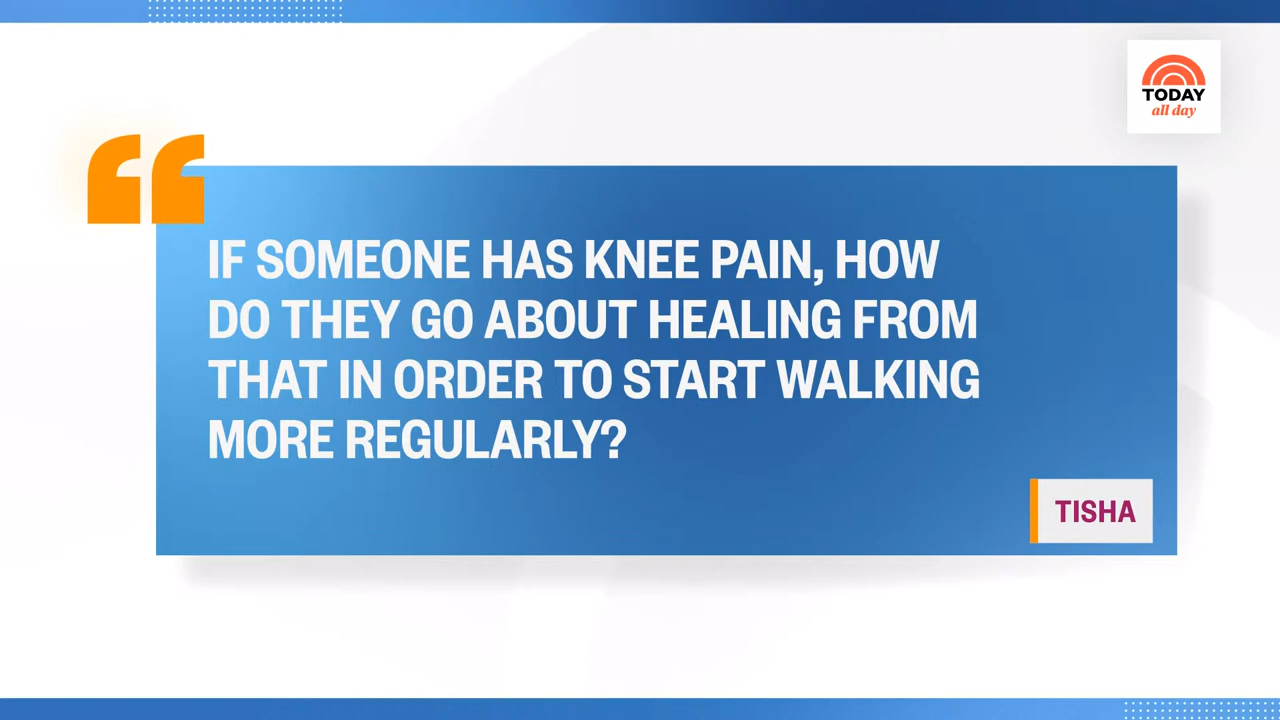 TODAY
all day
IF SOMEONE HAS KNEE PAIN, HOW
DO THEY GO ABOUT HEALING FROM
THAT IN ORDER TO START WALKING
MORE REGULARLY?
TISHA